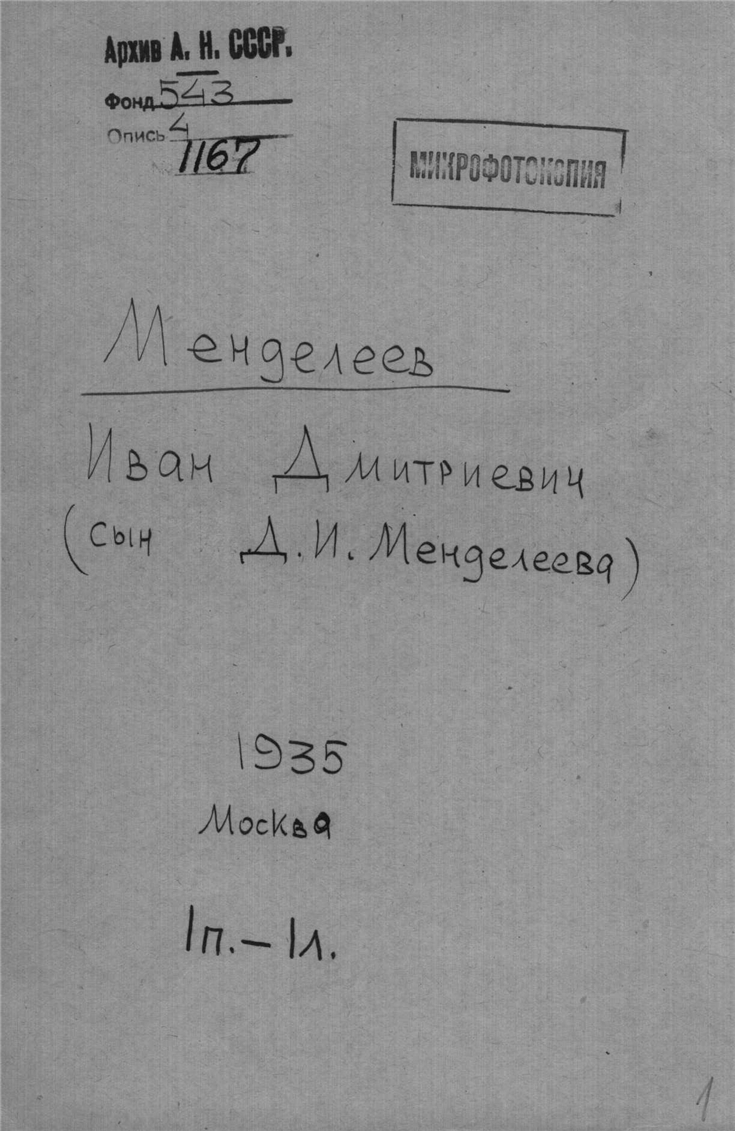 Архив А. Н. СССР.
Фонд 543
Опись 4
1167
МИКРОФОТОКОПИЯ
Менделеев
Иван Дмитриевич
(сын Д. И. Менделеева)
1935
Москва
1п. – 1л.
1